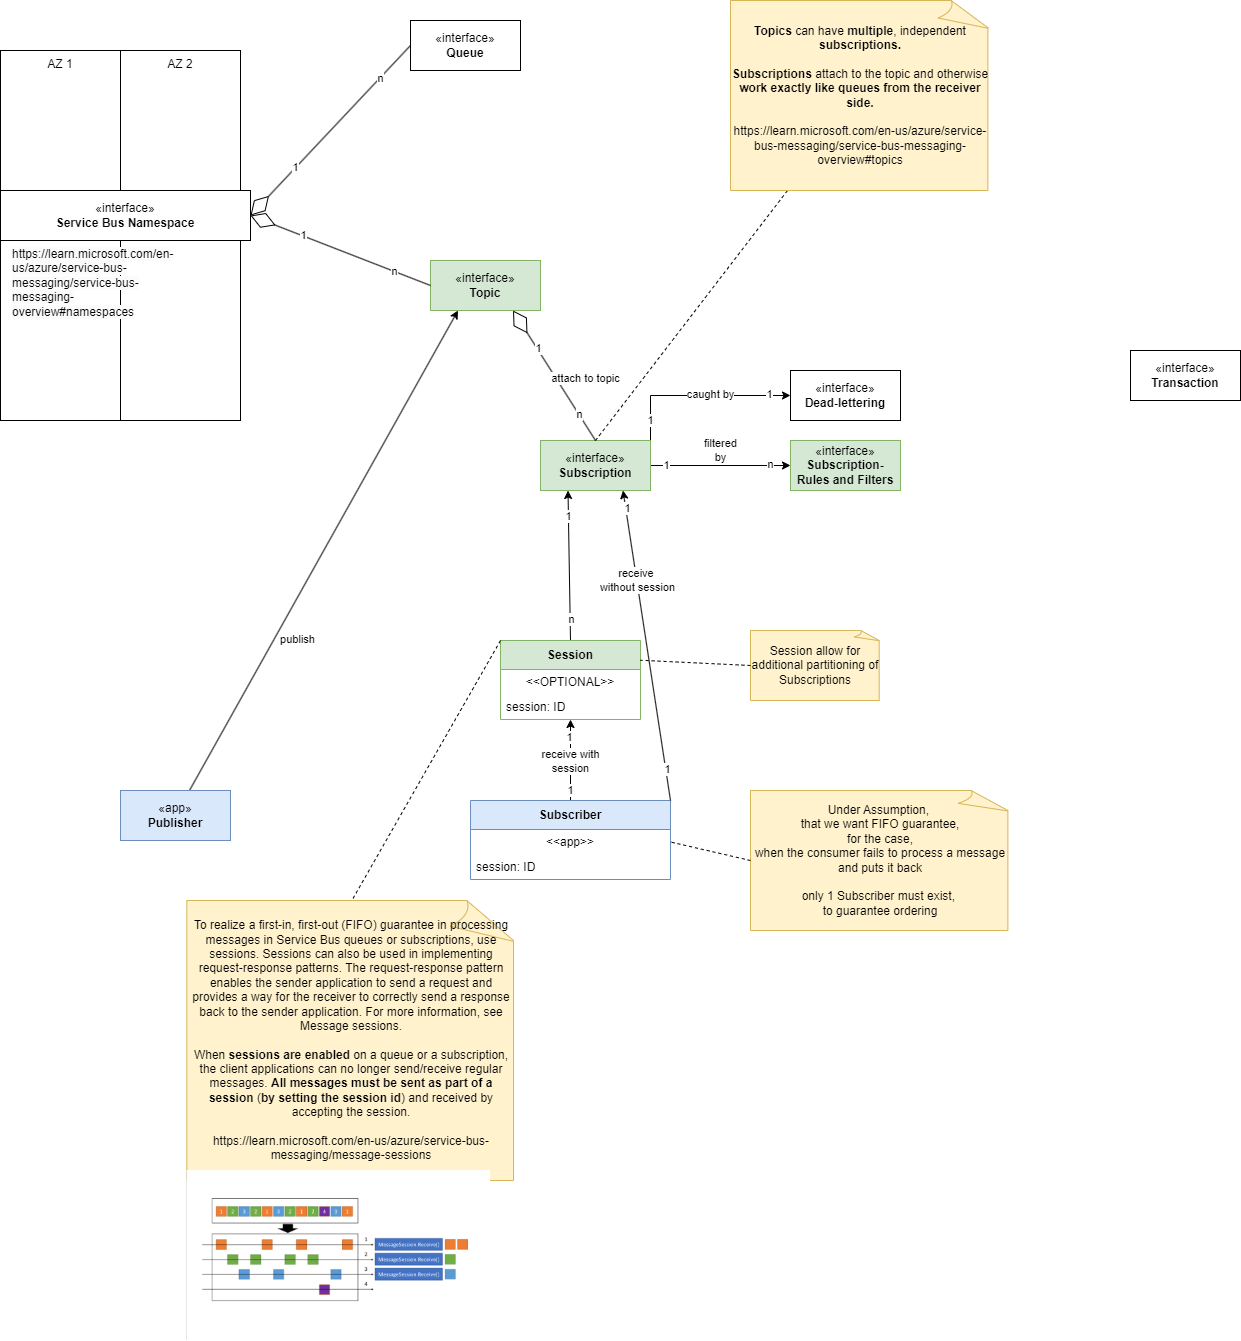 «interface»
Queue
Topics can have multiple, independent
subscriptions.
Subscriptions attach to the topic and otherwise
work exactly like queues from the receiver
side.
https://learn.microsoft.com/en-us/azure/service-
bus-messaging/service-bus-messaging-
overview#topics
AZ 1
AZ 2
n
1
«interface»
Service Bus Namespace
https://learn.microsoft.com/en-
us/azure/service-bus-
messaging/service-bus-
messaging-
overview#namespaces
1
n
«interface»
Topic
1
attach to topic
n
«interface»
Transaction
caught by
1
1
«interface»
Dead-lettering
«interface»
Subscription
filtered
by
1
n
«interface»
Subscription-
Rules and Filters
1
1
receive
without session
n
publish
Session
<<OPTIONAL>>
session: ID
Session allow for
additional partitioning of
Subscriptions
1
receive with
session
1
1
«app»
Publisher
Subscriber
<<app>>
session: ID
Under Assumption,
that we want FIFO guarantee,
for the case,
when the consumer fails to process a message
and puts it back
only 1 Subscriber must exist,
to guarantee ordering
To realize a first-in, first-out (FIFO) guarantee in processing
messages in Service Bus queues or subscriptions, use
sessions. Sessions can also be used in implementing
request-response patterns. The request-response pattern
enables the sender application to send a request and
provides a way for the receiver to correctly send a response
back to the sender application. For more information, see
Message sessions.
When sessions are enabled on a queue or a subscription,
the client applications can no longer send/receive regular
messages. All messages must be sent as part of a
session (by setting the session id) and received by
accepting the session.
https://learn.microsoft.com/en-us/azure/service-bus-
messaging/message-sessions
1 2 3 2 1 3 2 1 2 4 3 1
1
MessageSession.Receive()
2
MessageSession.Receive()
3
MessageSession.Receive()
4